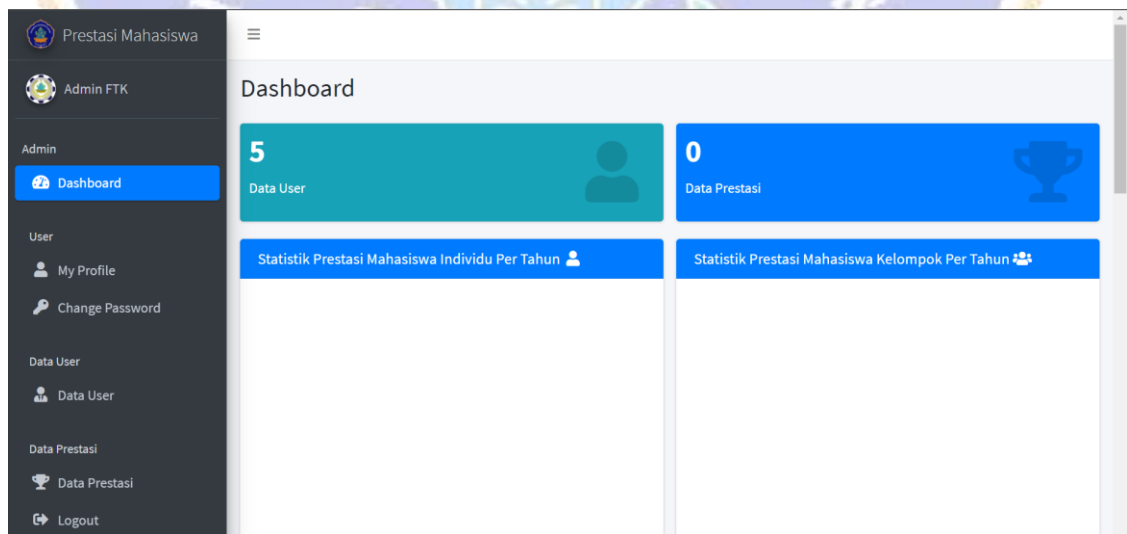 Prestasi Mahasiswa
Admin FTK
Admin
Dashboard
User
My Profile
Change Password
Data User
Data User
Data Prestasi
Data Prestasi
Logout
Dashboard
5
Data User
0
Data Prestasi
Statistik Prestasi Mahasiswa Individu Per Tahun
Statistik Prestasi Mahasiswa Kelompok Per Tahun